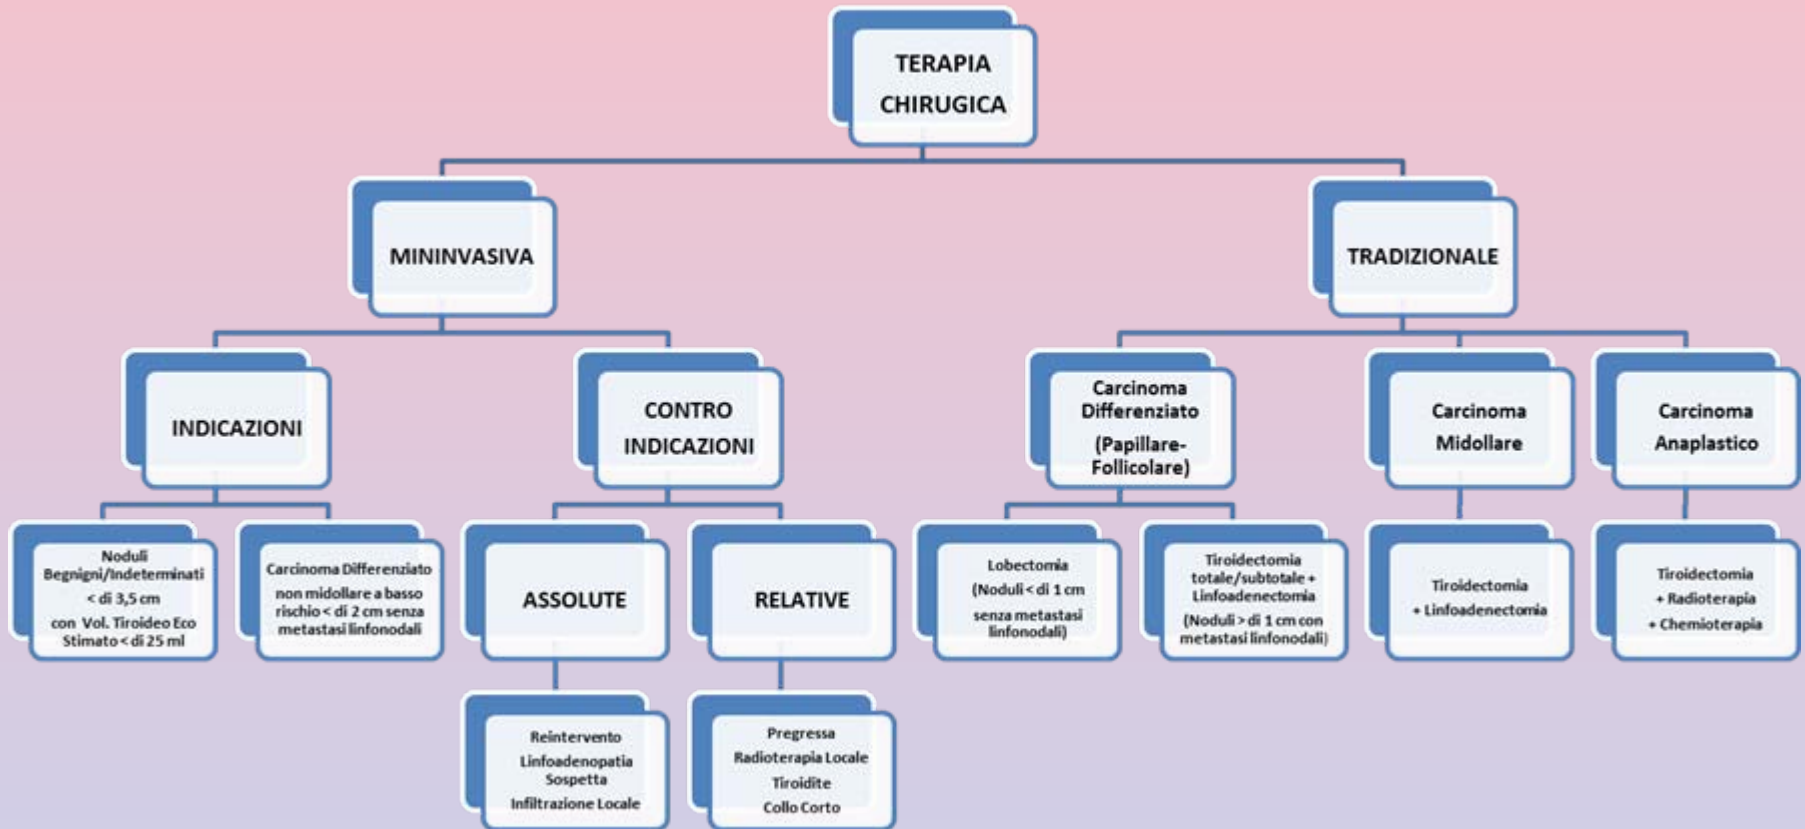 TERAPIA
CHIRUGICA
MININVASIVA
TRADIZIONALE
INDICAZIONI
CONTRO
INDICAZIONI
Carcinoma
Differenziato
(Papillare-
Follicolare)
Carcinoma
Midollare
Carcinoma
Anaplastico
Noduli
Begnigni/Indeterminati
< di 3,5 cm
con Vol. Tiroideo Eco
Stimato < di 25 ml
Carcinoma Differenziato
non midollare a basso
rischio < di 2 cm senza
metastasi linfonodali
ASSOLUTE
RELATIVE
Lobectomia
(Noduli < di 1 cm
senza metastasi
linfonodali)
Tiroidectomia
totale/subtotale +
Linfoadenectomia
(Noduli > di 1 cm con
metastasi linfonodali)
Tiroidectomia
+ Linfoadenectomia
Tiroidectomia
+ Radioterapia
+ Chemioterapia
Reintervento
Linfoadenopatia
Sospetta
Infiltrazione Locale
Pregressa
Radioterapia Locale
Tiroidite
Collo Corto